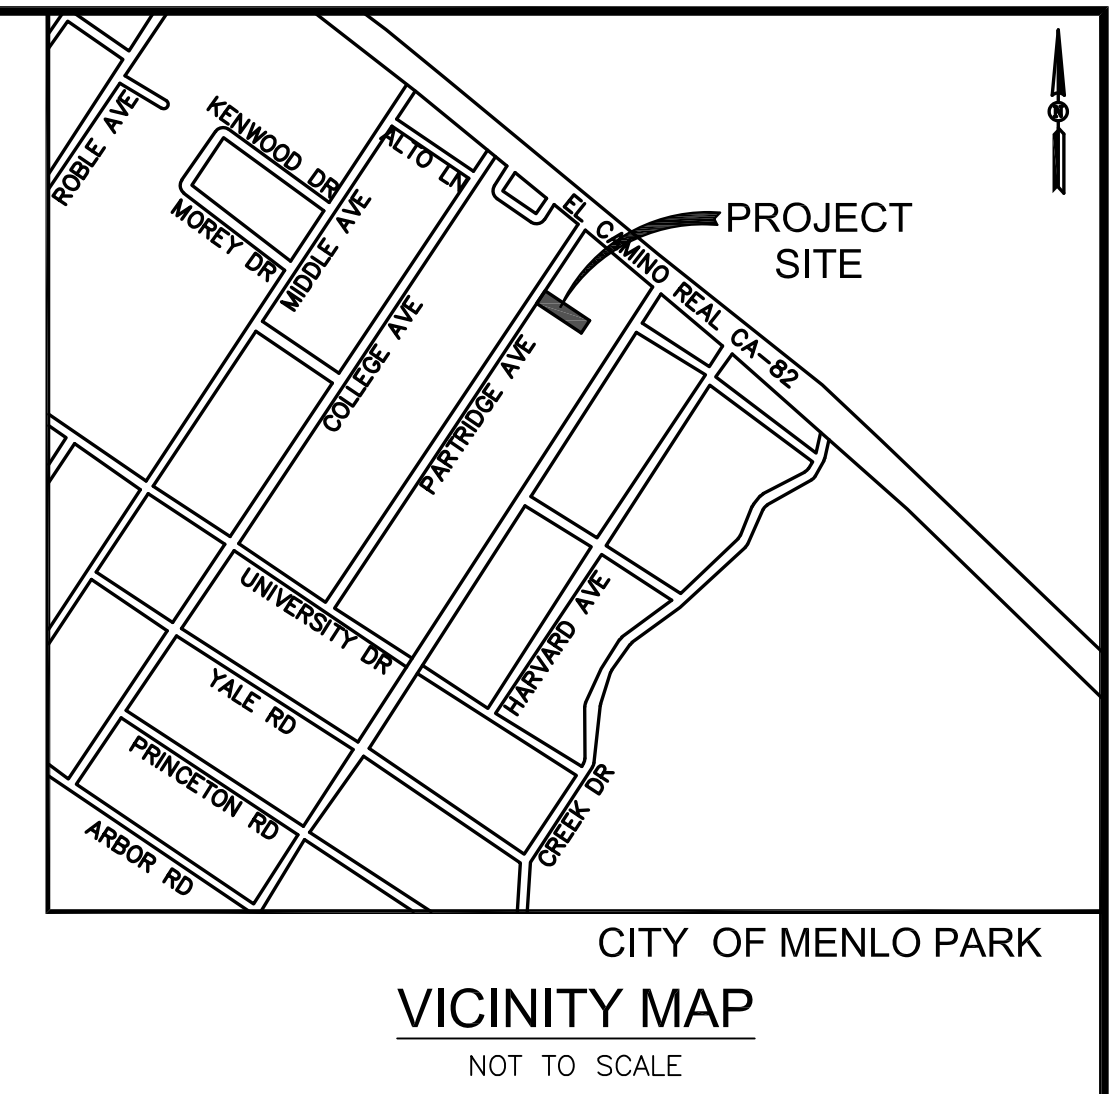 N
KENWOOD DR
ROBLE AVE
ALTO LN
MOREY DR
MIDDLE AVE
EL CAMINO REAL CA-82
PROJECT
SITE
COLLEGE AVE
PARTRIDGE AVE
UNIVERSITY DR
HARVARD AVE
YALE RD
PRINCETON RD
CREEK DR
ARBOR RD
CITY OF MENLO PARK
VICINITY MAP
NOT TO SCALE